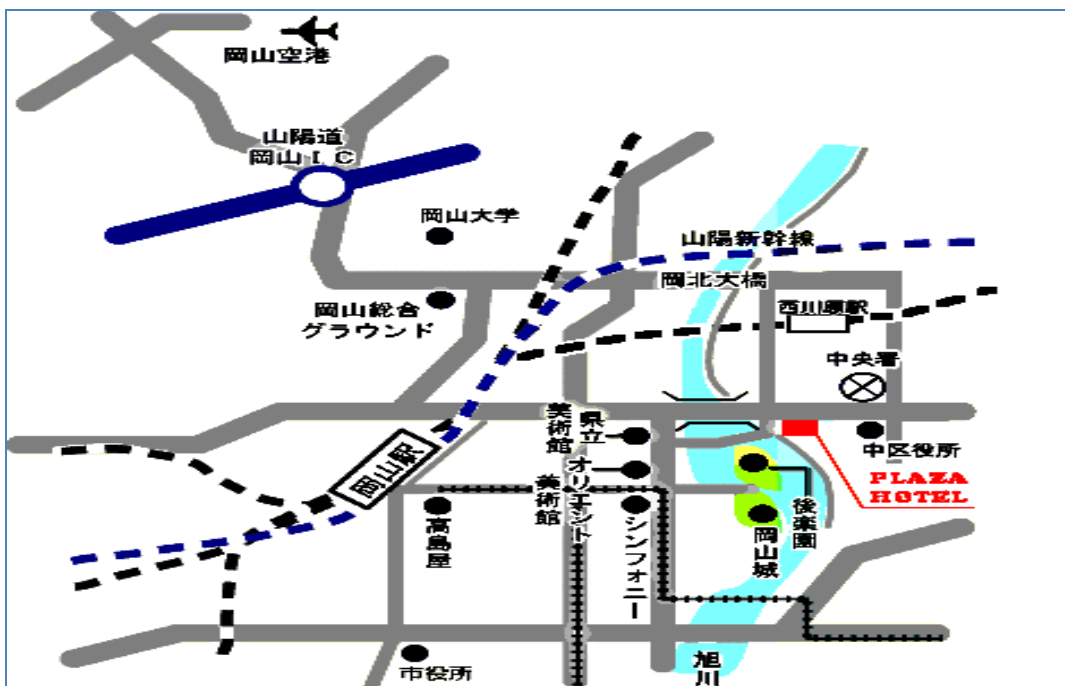 岡山空港
山陽道
岡山ＩＣ
岡山大学
山陽新幹線
岡北大橋
岡山総合
グラウンド
西川原駅
中央署
県立
美術館
中区役所
岡山駅
オリエント
美術館
PLAZA
HOTEL
高島屋
シンフォニー
後楽園
岡山城
市役所
旭川